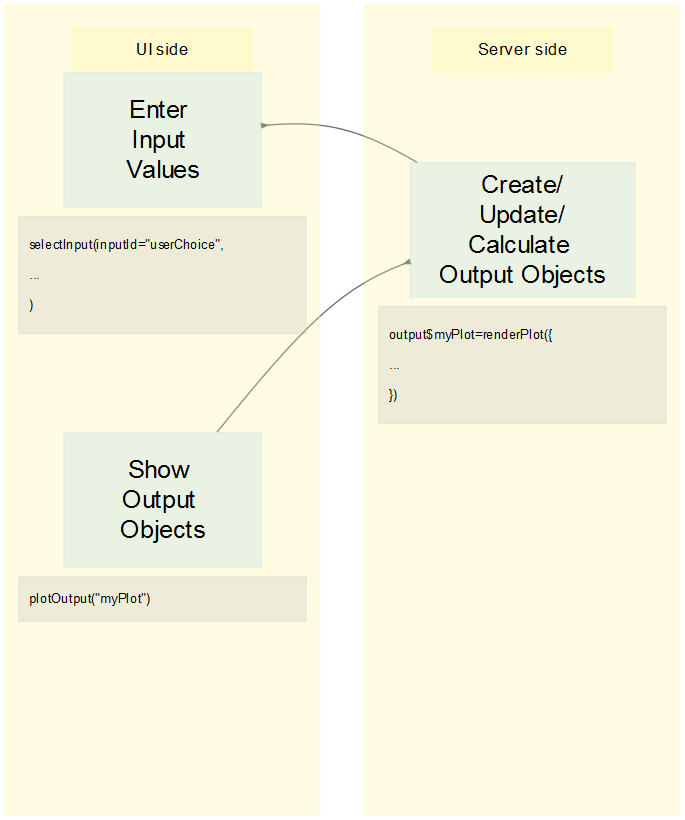 UI side
Enter
Input
Values
selectInput(inputId="userChoice",
...
)
Show
Output
Objects
plotOutput("myPlot")
Server side
Create/
Update/
Calculate
Output Objects
output$myPlot=renderPlot({
...
})